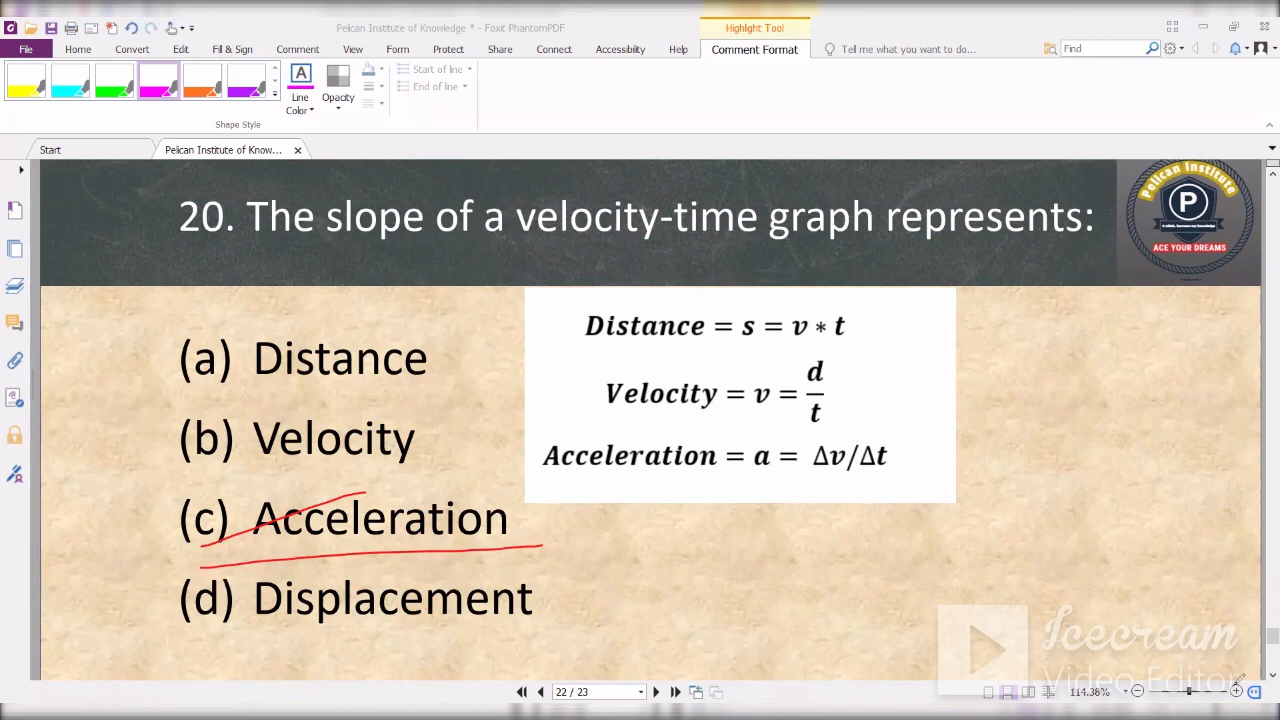 Pelican Institute of Knowledge * - Foxit PhantomPDF
Highlight Tool
File Home Convert Edit Fill & Sign Comment View Form Protect Share Connect Accessibility Help Comment Format Tell me what you want to do... Find
Line Color
Opacity
Start of line
End of line
Shape Style
Start
Pelican Institute of Know...
20. The slope of a velocity-time graph represents:
Pelican Institute
P
ACE YOUR DREAMS
Distance = s = v * t
Velocity = v = d/t
Acceleration = a = Δv/Δt
(a) Distance
(b) Velocity
(c) Acceleration
(d) Displacement
Icecream
Video Editor
22 / 23
114.38%